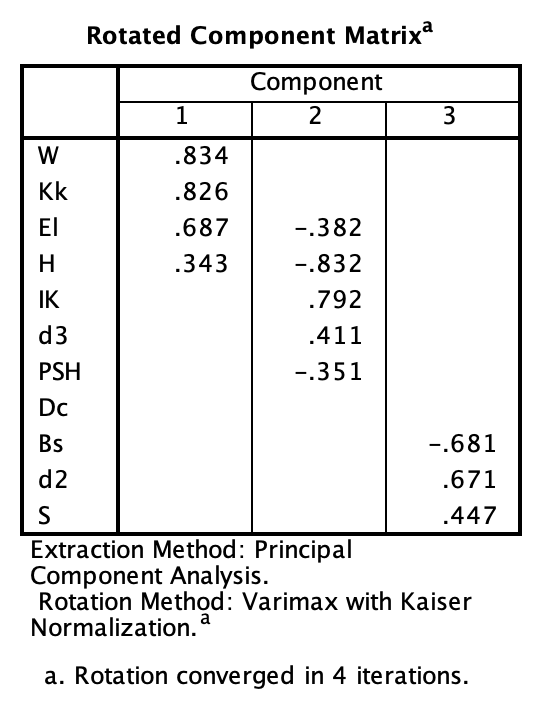 Rotated Component Matrixa
Component
1 2 3
W .834
Kk .826
El .687 -.382
H .343 -.832
IK .792
d3 .411
PSH -.351
Dc
Bs -.681
d2 .671
S .447
Extraction Method: Principal
Component Analysis.
Rotation Method: Varimax with Kaiser
Normalization.a
a. Rotation converged in 4 iterations.